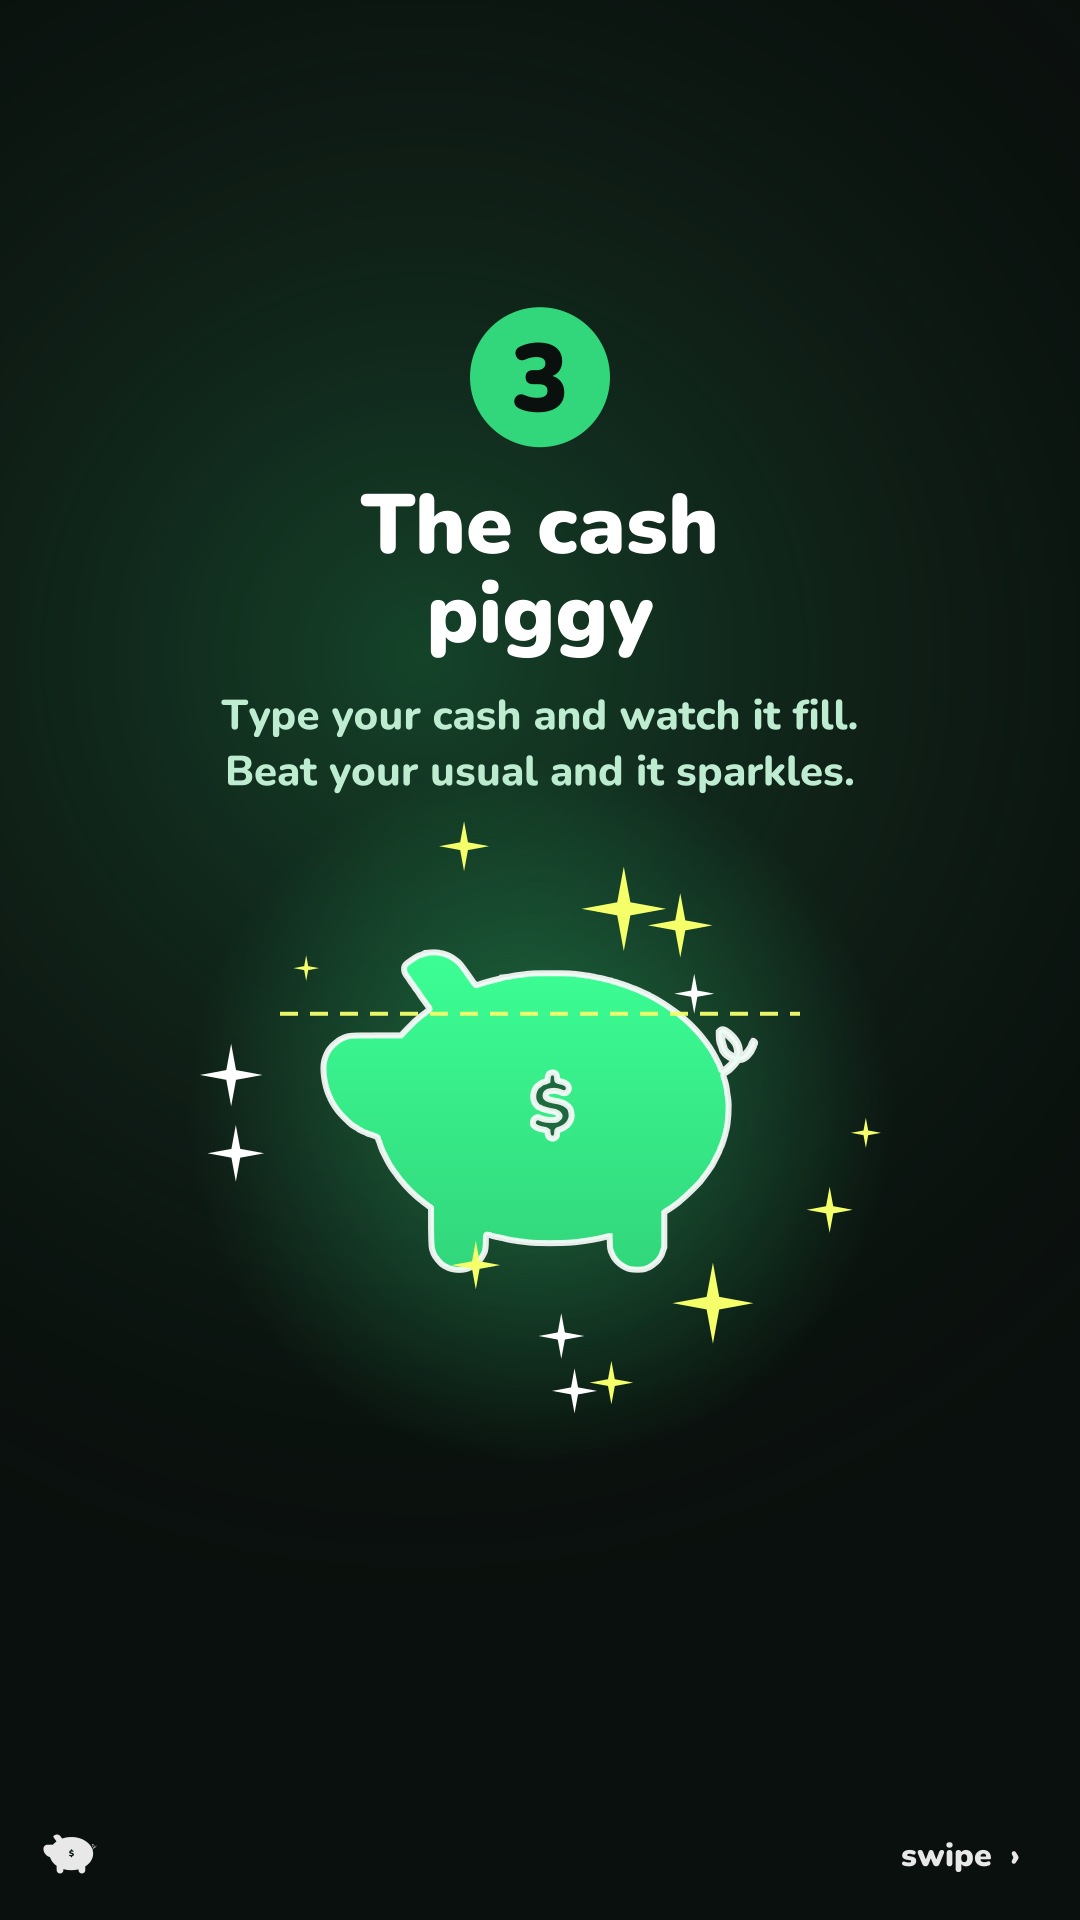 3
The cash
piggy
Type your cash and watch it fill.
Beat your usual and it sparkles.
$
$
swipe ›